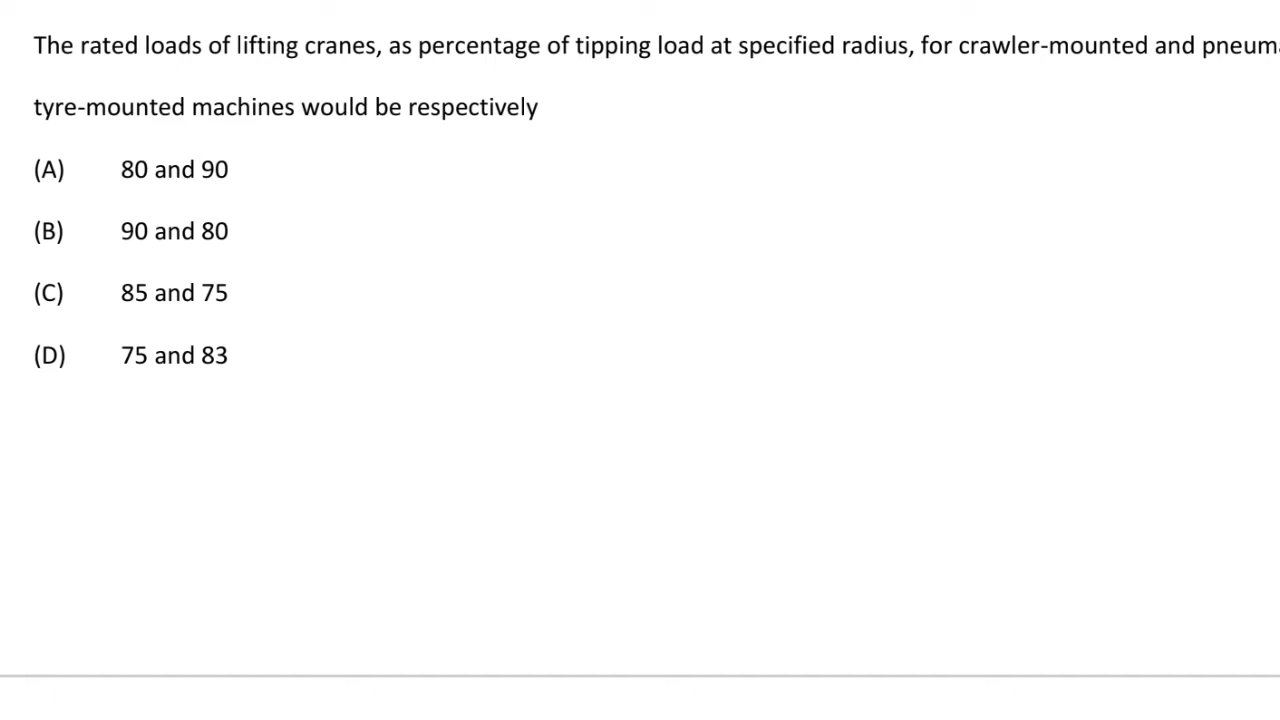 The rated loads of lifting cranes, as percentage of tipping load at specified radius, for crawler-mounted and
tyre-mounted machines would be respectively
(A) 80 and 90
(B) 90 and 80
(C) 85 and 75
(D) 75 and 83